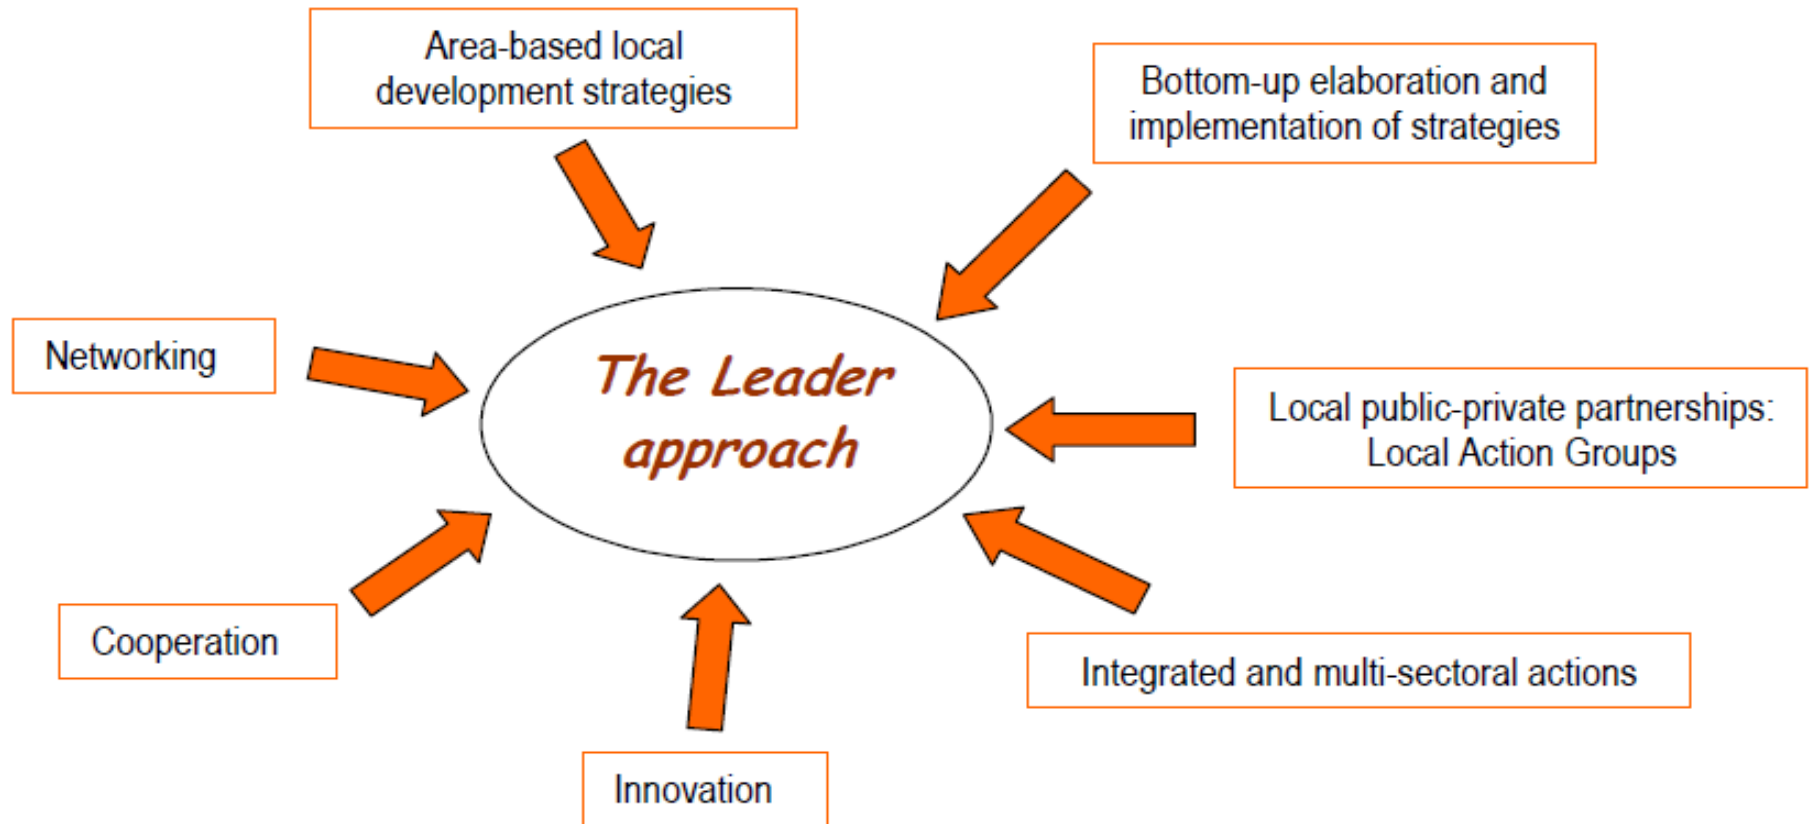 Area-based local
development strategies
Bottom-up elaboration and
implementation of strategies
Networking
The Leader
approach
Local public-private partnerships:
Local Action Groups
Cooperation
Integrated and multi-sectoral actions
Innovation